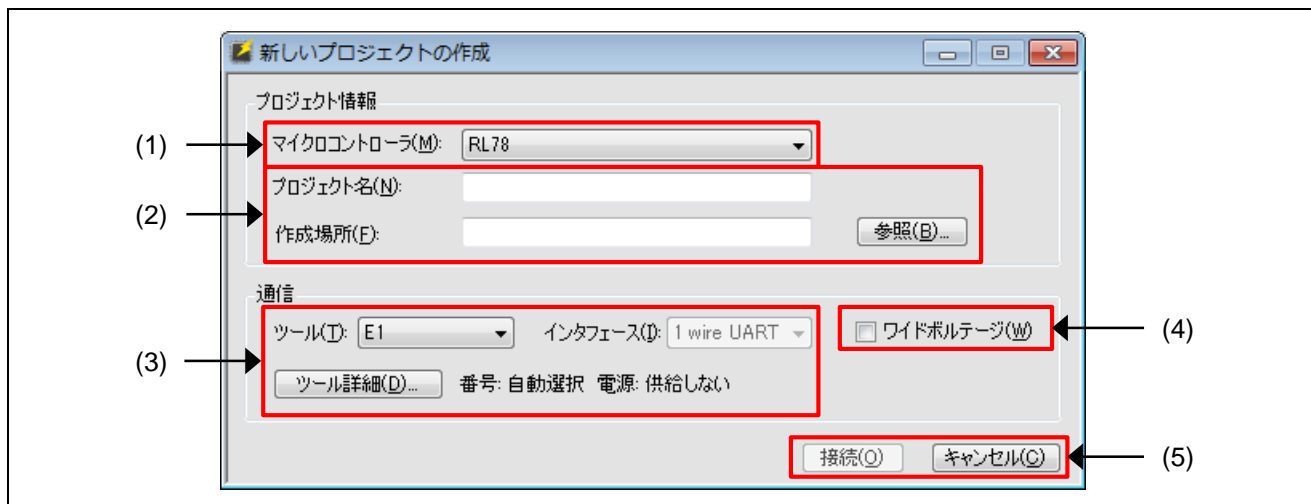 新しいプロジェクトの作成
プロジェクト情報
(1) マイクロコントローラ(M): RL78
(2) プロジェクト名(N):
作成場所(F): 参照(B)...
通信
ツール(T): E1 インタフェース(I): 1 wire UART ワイドボルテージ(W) (4)
(3) ツール詳細(D)... 番号: 自動選択 電源: 供給しない
接続(O) キャンセル(C) (5)